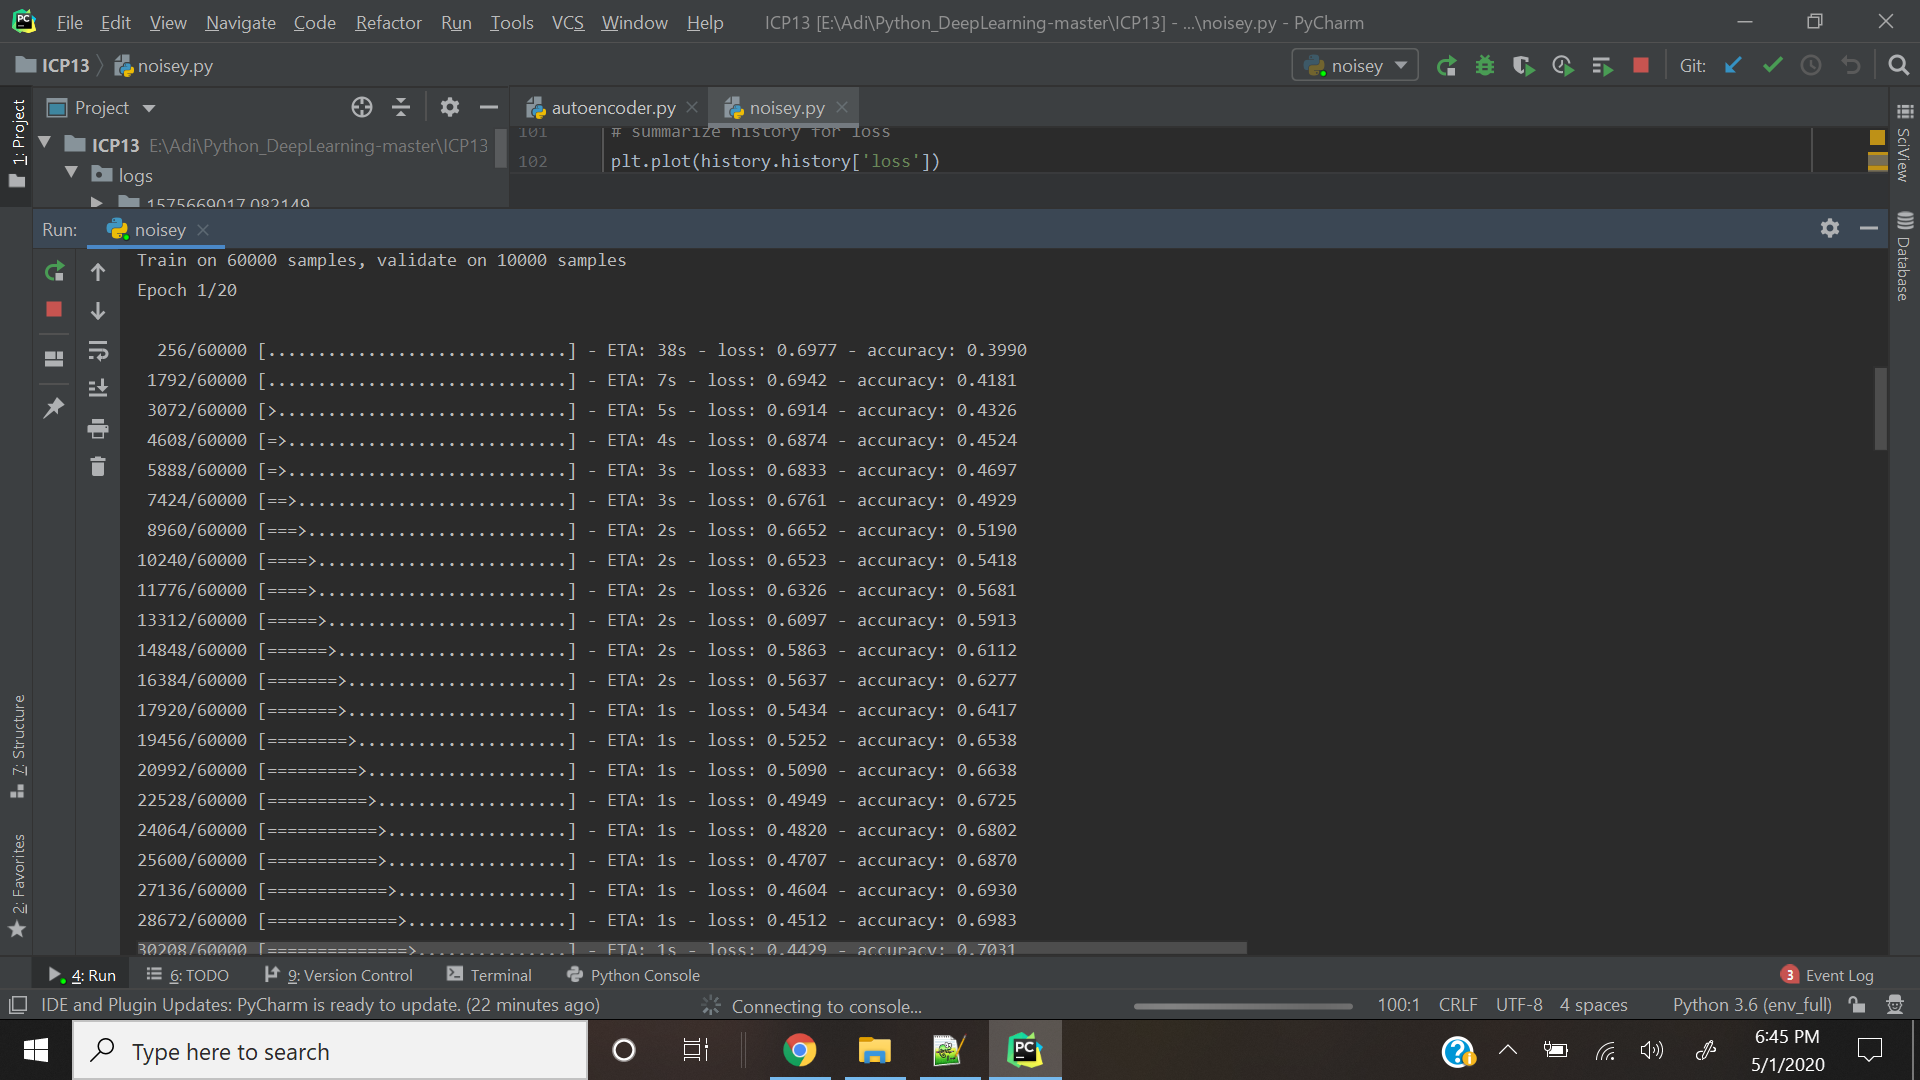 File Edit View Navigate Code Refactor Run Tools VCS Window Help ICP13 [E:\Adi\Python_DeepLearning-master\ICP13] - ...\noisey.py - PyCharm
ICP13 noisey.py noisey Git:
1: Project
Project autoencoder.py noisey.py
ICP13 E:\Adi\Python_DeepLearning-master\ICP13
logs
1575669017.082149
101 # summarize history for loss
102 plt.plot(history.history['loss'])
SciView
Database
Run: noisey
Train on 60000 samples, validate on 10000 samples
Epoch 1/20
256/60000 [..............................] - ETA: 38s - loss: 0.6977 - accuracy: 0.3990
1792/60000 [..............................] - ETA: 7s - loss: 0.6942 - accuracy: 0.4181
3072/60000 [>.............................] - ETA: 5s - loss: 0.6914 - accuracy: 0.4326
4608/60000 [=>............................] - ETA: 4s - loss: 0.6874 - accuracy: 0.4524
5888/60000 [=>............................] - ETA: 3s - loss: 0.6833 - accuracy: 0.4697
7424/60000 [==>...........................] - ETA: 3s - loss: 0.6761 - accuracy: 0.4929
8960/60000 [===>..........................] - ETA: 2s - loss: 0.6652 - accuracy: 0.5190
10240/60000 [====>.........................] - ETA: 2s - loss: 0.6523 - accuracy: 0.5418
11776/60000 [====>.........................] - ETA: 2s - loss: 0.6326 - accuracy: 0.5681
13312/60000 [=====>........................] - ETA: 2s - loss: 0.6097 - accuracy: 0.5913
14848/60000 [======>.......................] - ETA: 2s - loss: 0.5863 - accuracy: 0.6112
16384/60000 [=======>......................] - ETA: 2s - loss: 0.5637 - accuracy: 0.6277
17920/60000 [=======>......................] - ETA: 1s - loss: 0.5434 - accuracy: 0.6417
19456/60000 [========>.....................] - ETA: 1s - loss: 0.5252 - accuracy: 0.6538
20992/60000 [=========>....................] - ETA: 1s - loss: 0.5090 - accuracy: 0.6638
22528/60000 [==========>...................] - ETA: 1s - loss: 0.4949 - accuracy: 0.6725
24064/60000 [===========>..................] - ETA: 1s - loss: 0.4820 - accuracy: 0.6802
25600/60000 [===========>..................] - ETA: 1s - loss: 0.4707 - accuracy: 0.6870
27136/60000 [============>.................] - ETA: 1s - loss: 0.4604 - accuracy: 0.6930
28672/60000 [=============>................] - ETA: 1s - loss: 0.4512 - accuracy: 0.6983
30208/60000 [==============>...............] - ETA: 1s - loss: 0.4429 - accuracy: 0.7031
7: Structure
2: Favorites
4: Run 6: TODO 9: Version Control Terminal Python Console 3 Event Log
IDE and Plugin Updates: PyCharm is ready to update. (22 minutes ago) Connecting to console... 100:1 CRLF UTF-8 4 spaces Python 3.6 (env_full)
Type here to search
6:45 PM
5/1/2020